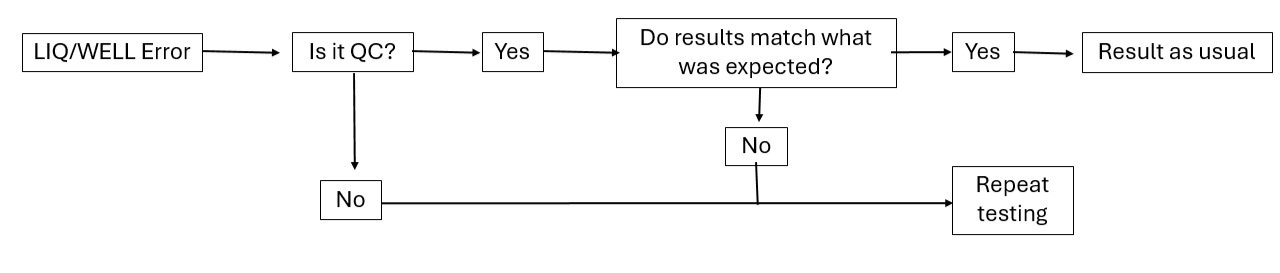 LIQ/WELL Error
Is it QC?
Yes
Do results match what
was expected?
Yes
Result as usual
No
No
Repeat
testing